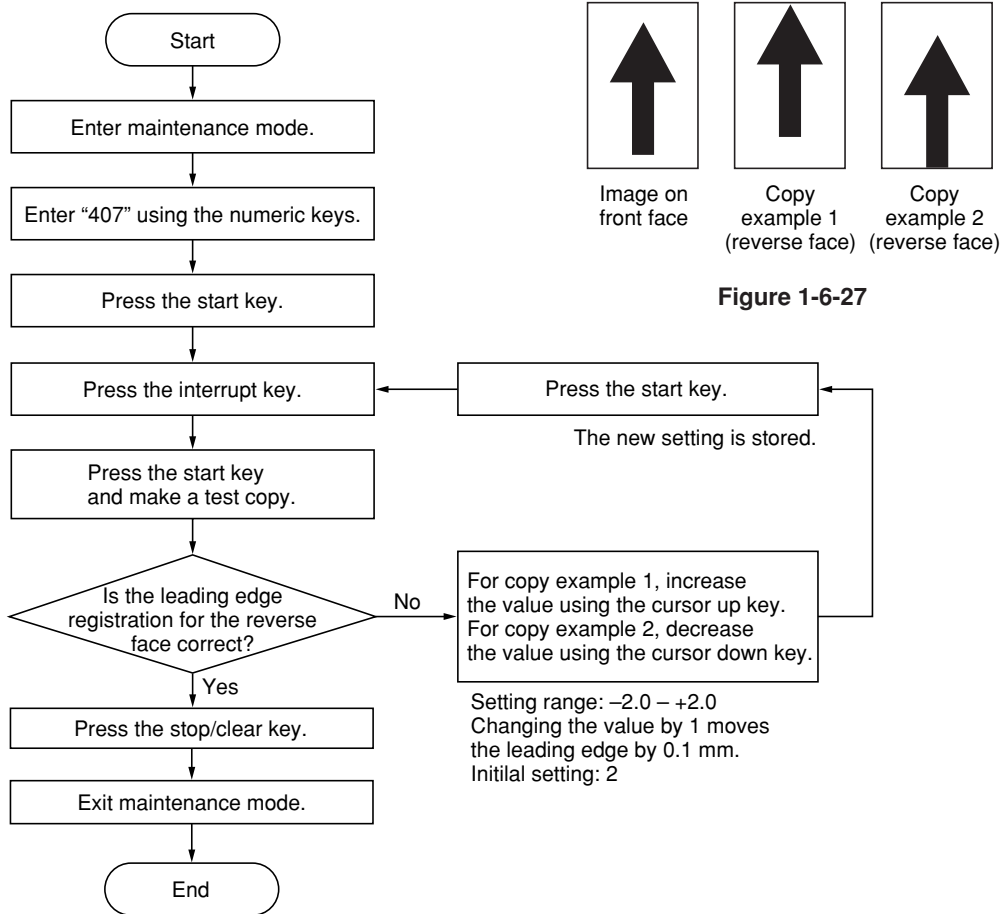 Start
Enter maintenance mode.
Enter “407” using the numeric keys.
Press the start key.
Press the interrupt key.
Press the start key
and make a test copy.
Is the leading edge
registration for the reverse
face correct?
No
Yes
Press the stop/clear key.
Exit maintenance mode.
End
For copy example 1, increase
the value using the cursor up key.
For copy example 2, decrease
the value using the cursor down key.
Setting range: –2.0 – +2.0
Changing the value by 1 moves
the leading edge by 0.1 mm.
Initilal setting: 2
Press the start key.
The new setting is stored.
Image on
front face
Copy
example 1
(reverse face)
Copy
example 2
(reverse face)
Figure 1-6-27